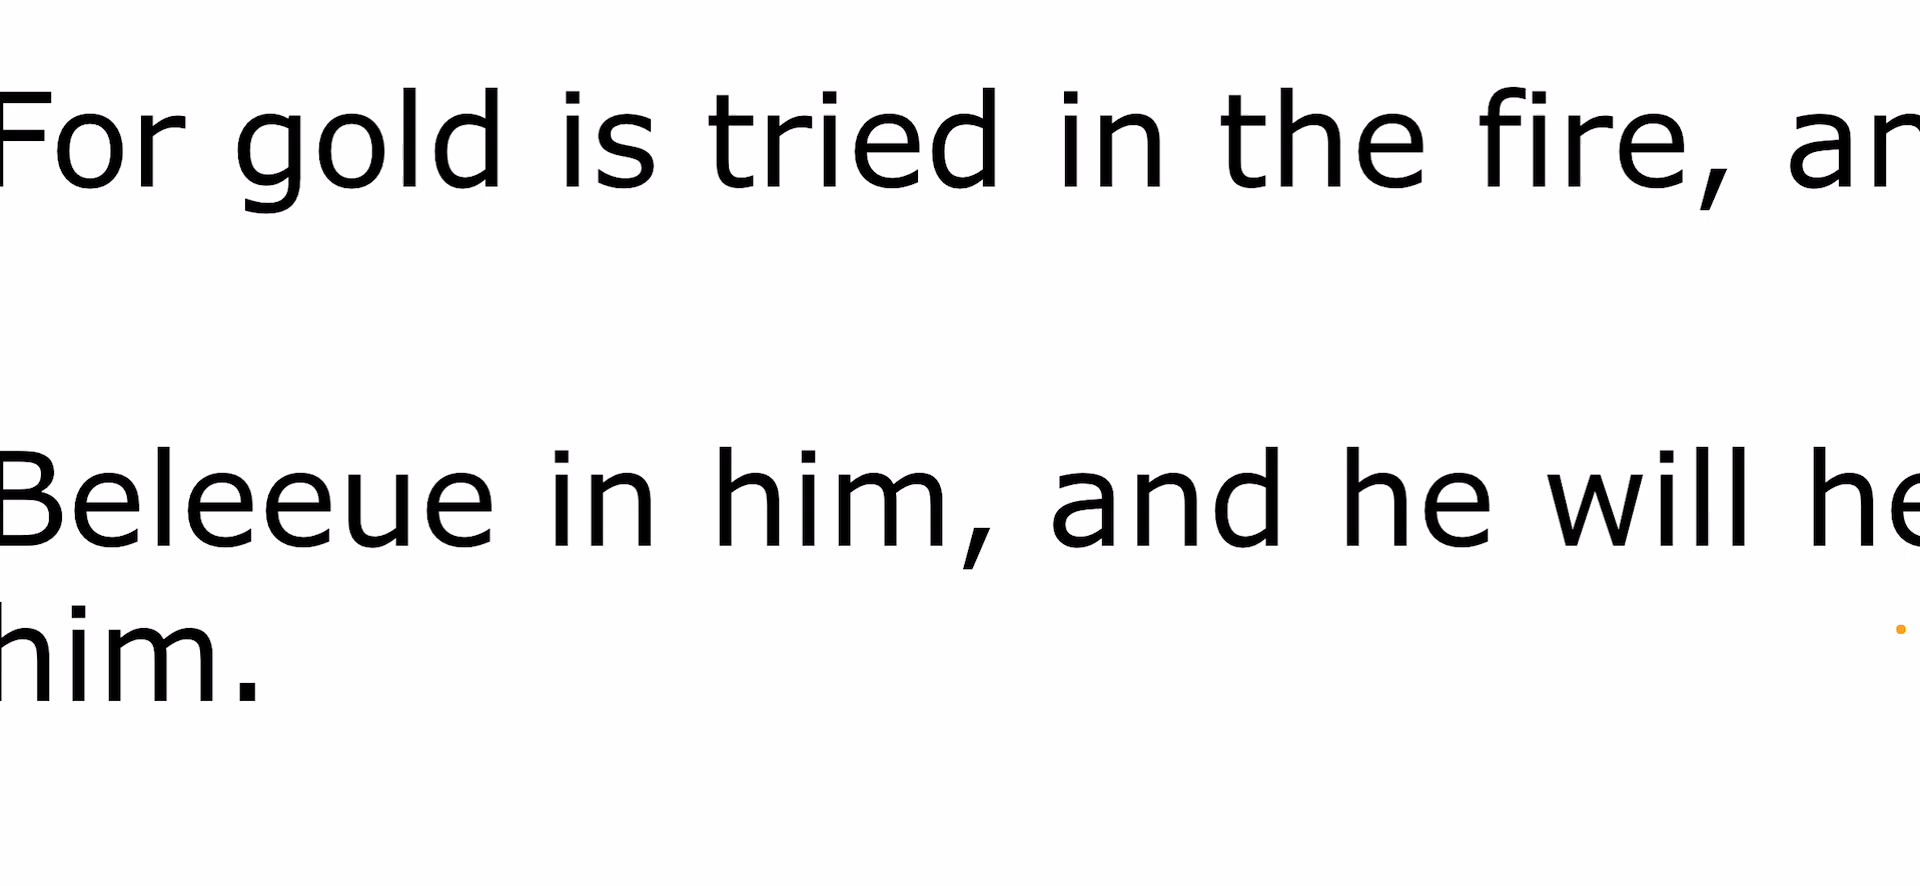 For gold is tried in the fire,
Beleeue in him, and he will
him.